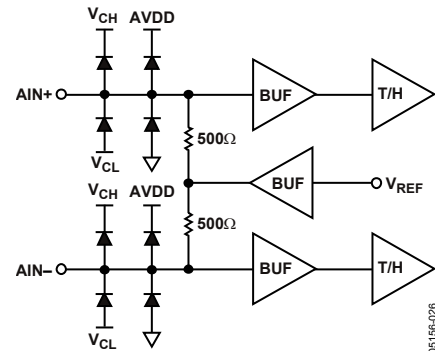 VCH AVDD
AIN+
BUF
T/H
500Ω
VCL
VCH AVDD
BUF
VREF
500Ω
AIN–
BUF
T/H
VCL
05156-026